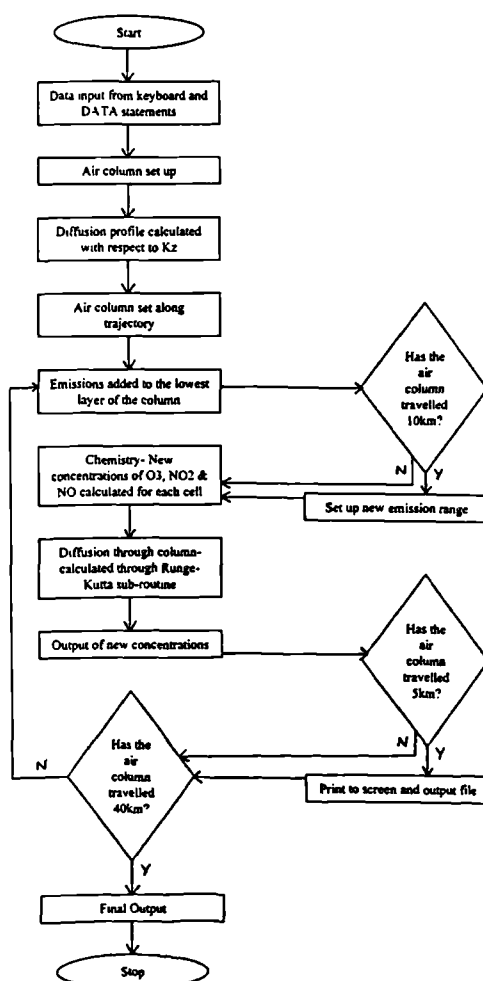 Start
Data input from keyboard and
DATA statements
Air column set up
Diffusion profile calculated
with respect to Kz
Air column set along
trajectory
Emissions added to the lowest
layer of the column
Has the
air
column
travelled
10km?
N
Y
Chemistry- New
concentrations of O3, NO2 &
NO calculated for each cell
Set up new emission range
Diffusion through column-
calculated through Runge-
Kutta sub-routine
Output of new concentrations
Has the
air
column
travelled
5km?
N
Y
Print to screen and output file
Has the
air
column
travelled
40km?
N
Y
Final Output
Stop